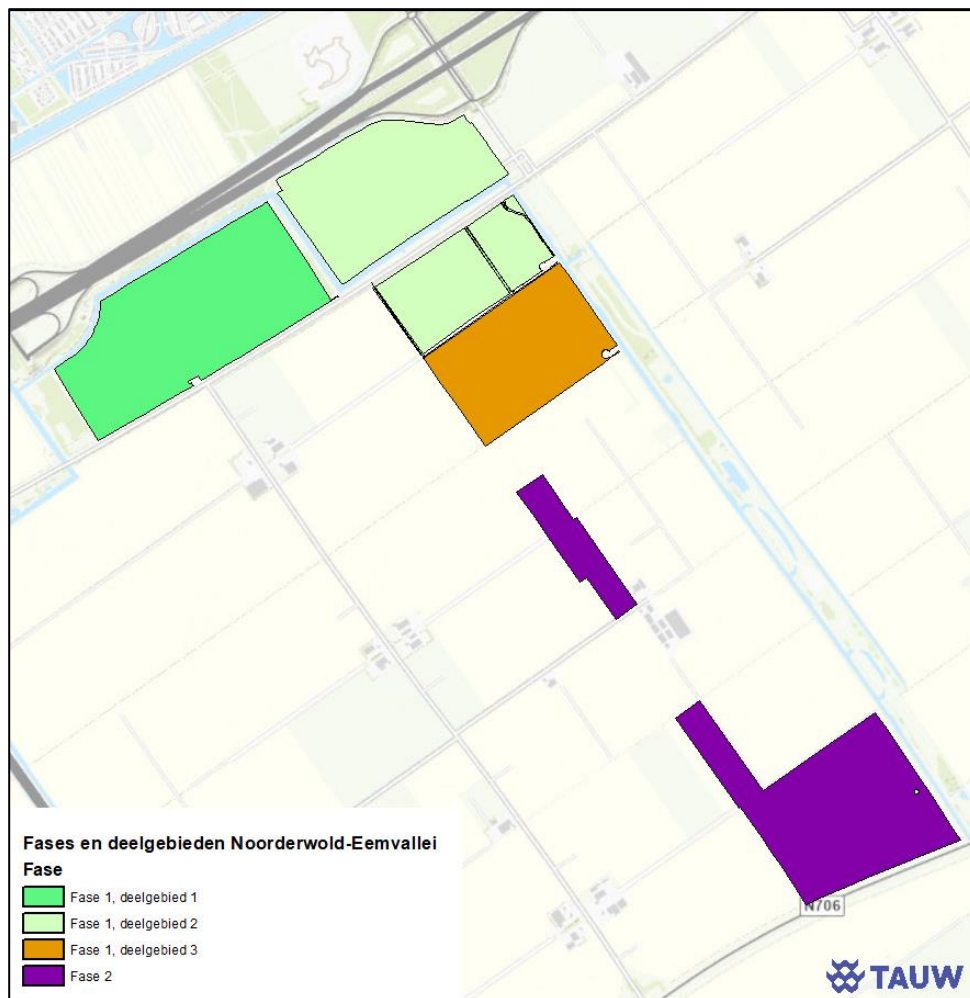 N706
Fases en deelgebieden Noorderwold-Eemvallei
Fase
Fase 1, deelgebied 1
Fase 1, deelgebied 2
Fase 1, deelgebied 3
Fase 2
TAUW